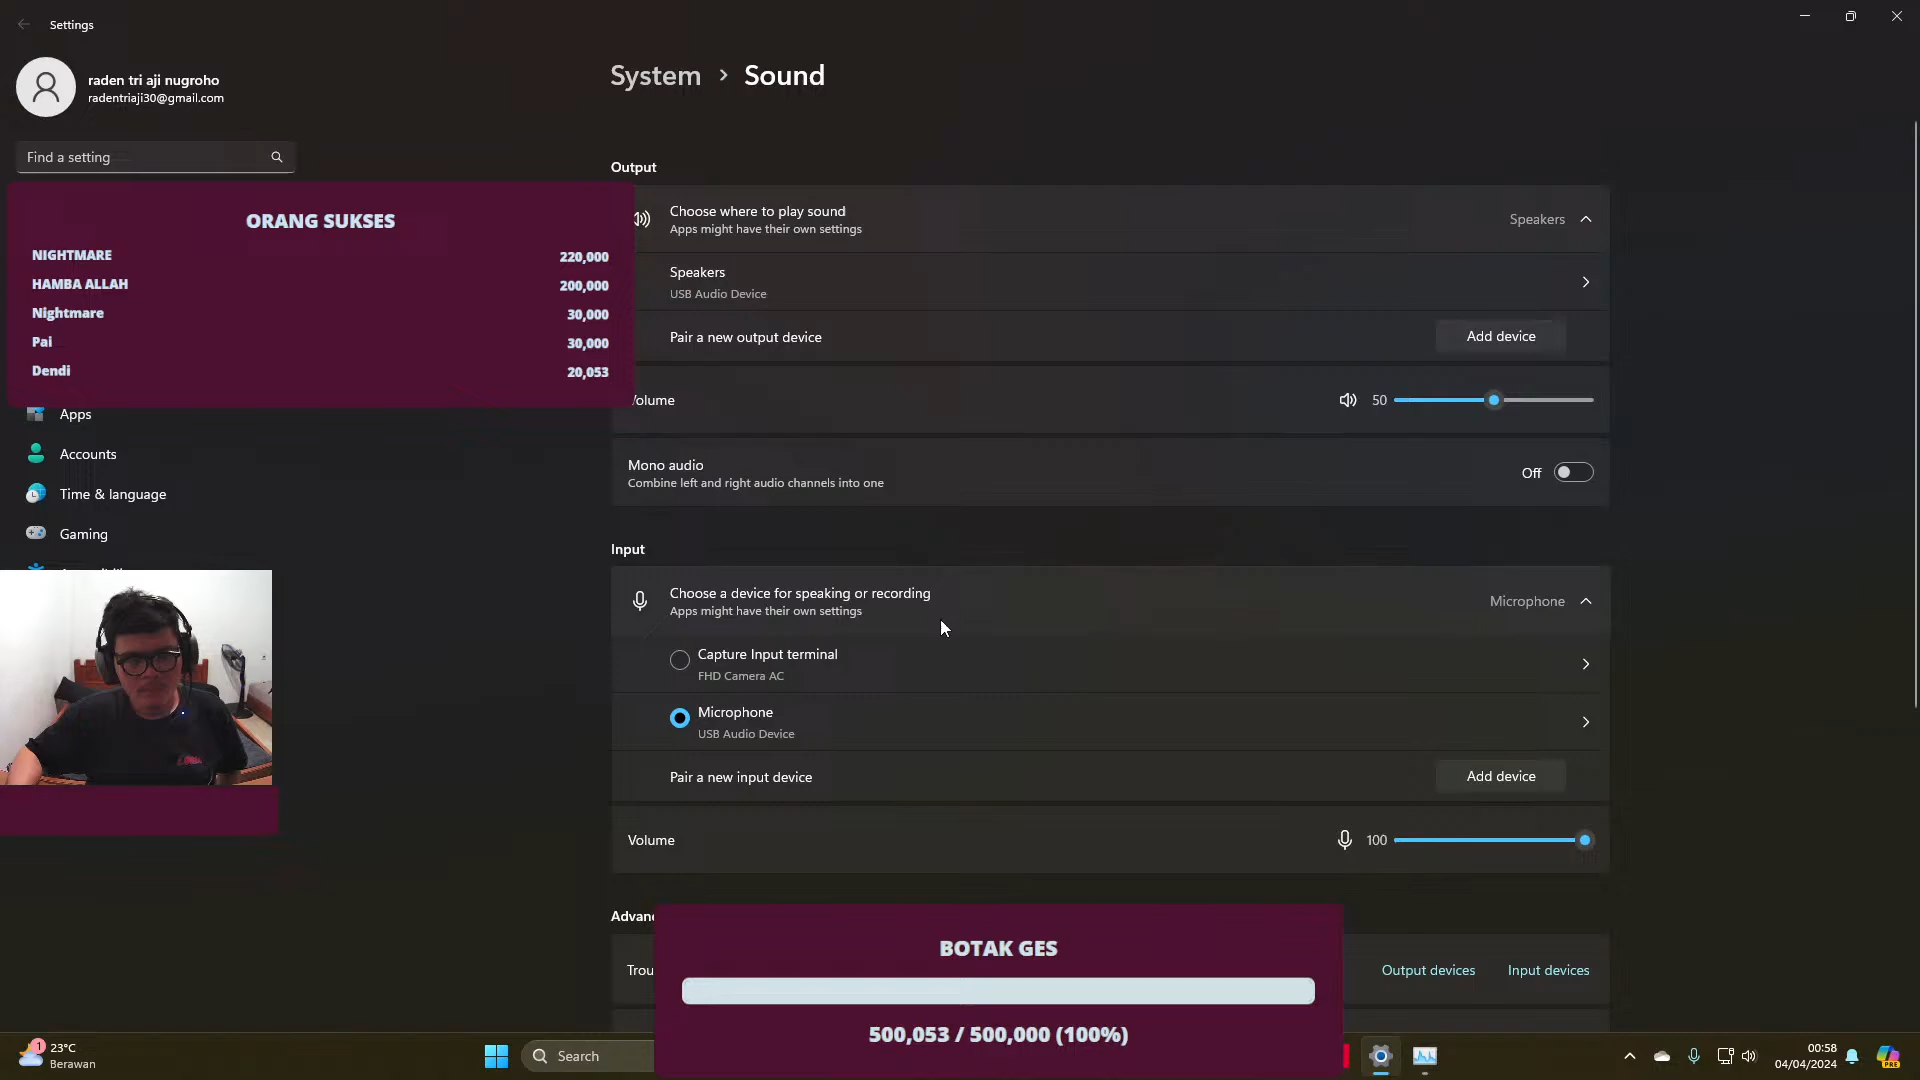 Settings
raden tri aji nugroho
radentriaji30@gmail.com
Find a setting
ORANG SUKSES
NIGHTMARE 220,000
HAMBA ALLAH 200,000
Nightmare 30,000
Pai 30,000
Dendi 20,053
Apps
Accounts
Time & language
Gaming
System > Sound
Output
Choose where to play sound
Apps might have their own settings
Speakers
Speakers
USB Audio Device
Pair a new output device
Add device
Volume
50
Mono audio
Combine left and right audio channels into one
Off
Input
Choose a device for speaking or recording
Apps might have their own settings
Microphone
Capture Input terminal
FHD Camera AC
Microphone
USB Audio Device
Pair a new input device
Add device
Volume
100
Advan
Trou
Output devices
Input devices
BOTAK GES
500,053 / 500,000 (100%)
1
23°C
Berawan
Search
00:58
04/04/2024
PRE